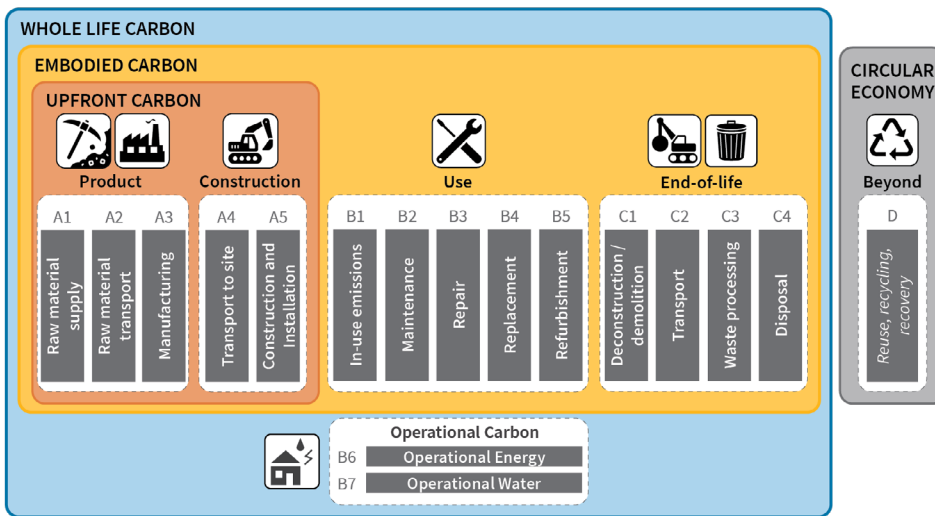 WHOLE LIFE CARBON
EMBODIED CARBON
UPFRONT CARBON
CIRCULAR
ECONOMY
Product
Construction
Use
End-of-life
Beyond
A1
A2
A3
A4
A5
B1
B2
B3
B4
B5
C1
C2
C3
C4
D
Raw material
supply
Raw material
transport
Manufacturing
Transport to site
Construction and
Installation
In-use emissions
Maintenance
Repair
Replacement
Refurbishment
Deconstruction /
demolition
Transport
Waste processing
Disposal
Reuse, recycling,
recovery
Operational Carbon
B6
Operational Energy
B7
Operational Water